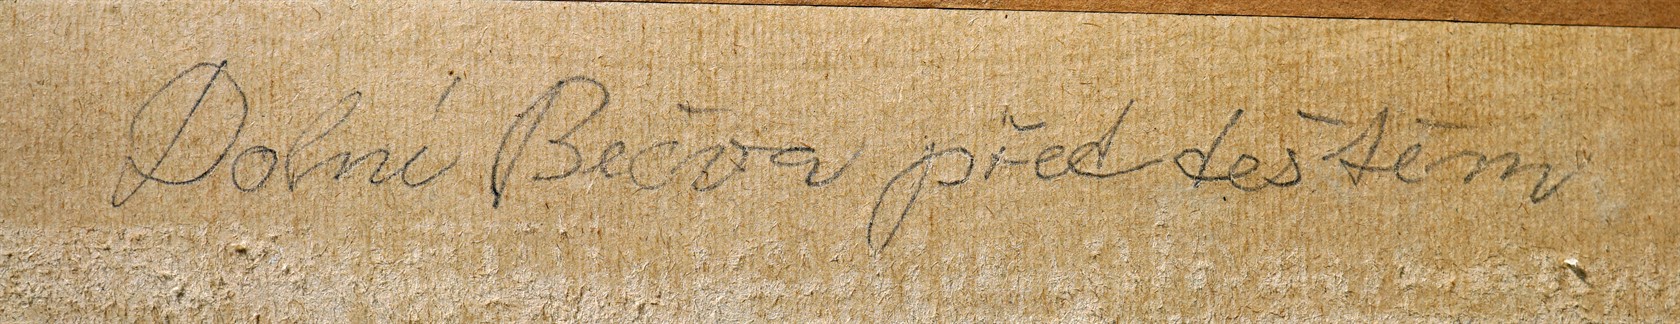 Dolní Bečva před deštěm